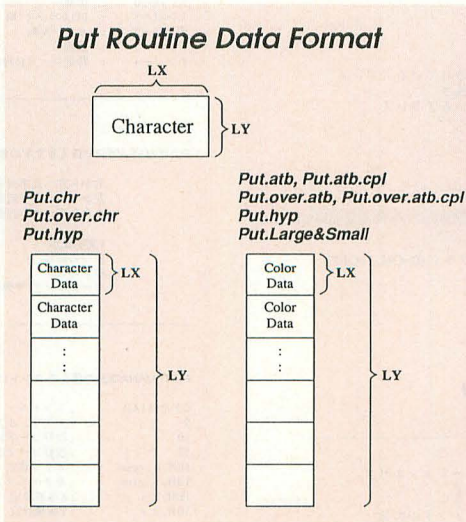 Put Routine Data Format
LX
Character
LY
Put.chr
Put.over.chr
Put.hyp
Character
Data
LX
Character
Data
:
LY
Put.atb, Put.atb.cpl
Put.over.atb, Put.over.atb.cpl
Put.hyp
Put.Large&Small
Color
Data
LX
Color
Data
:
LY